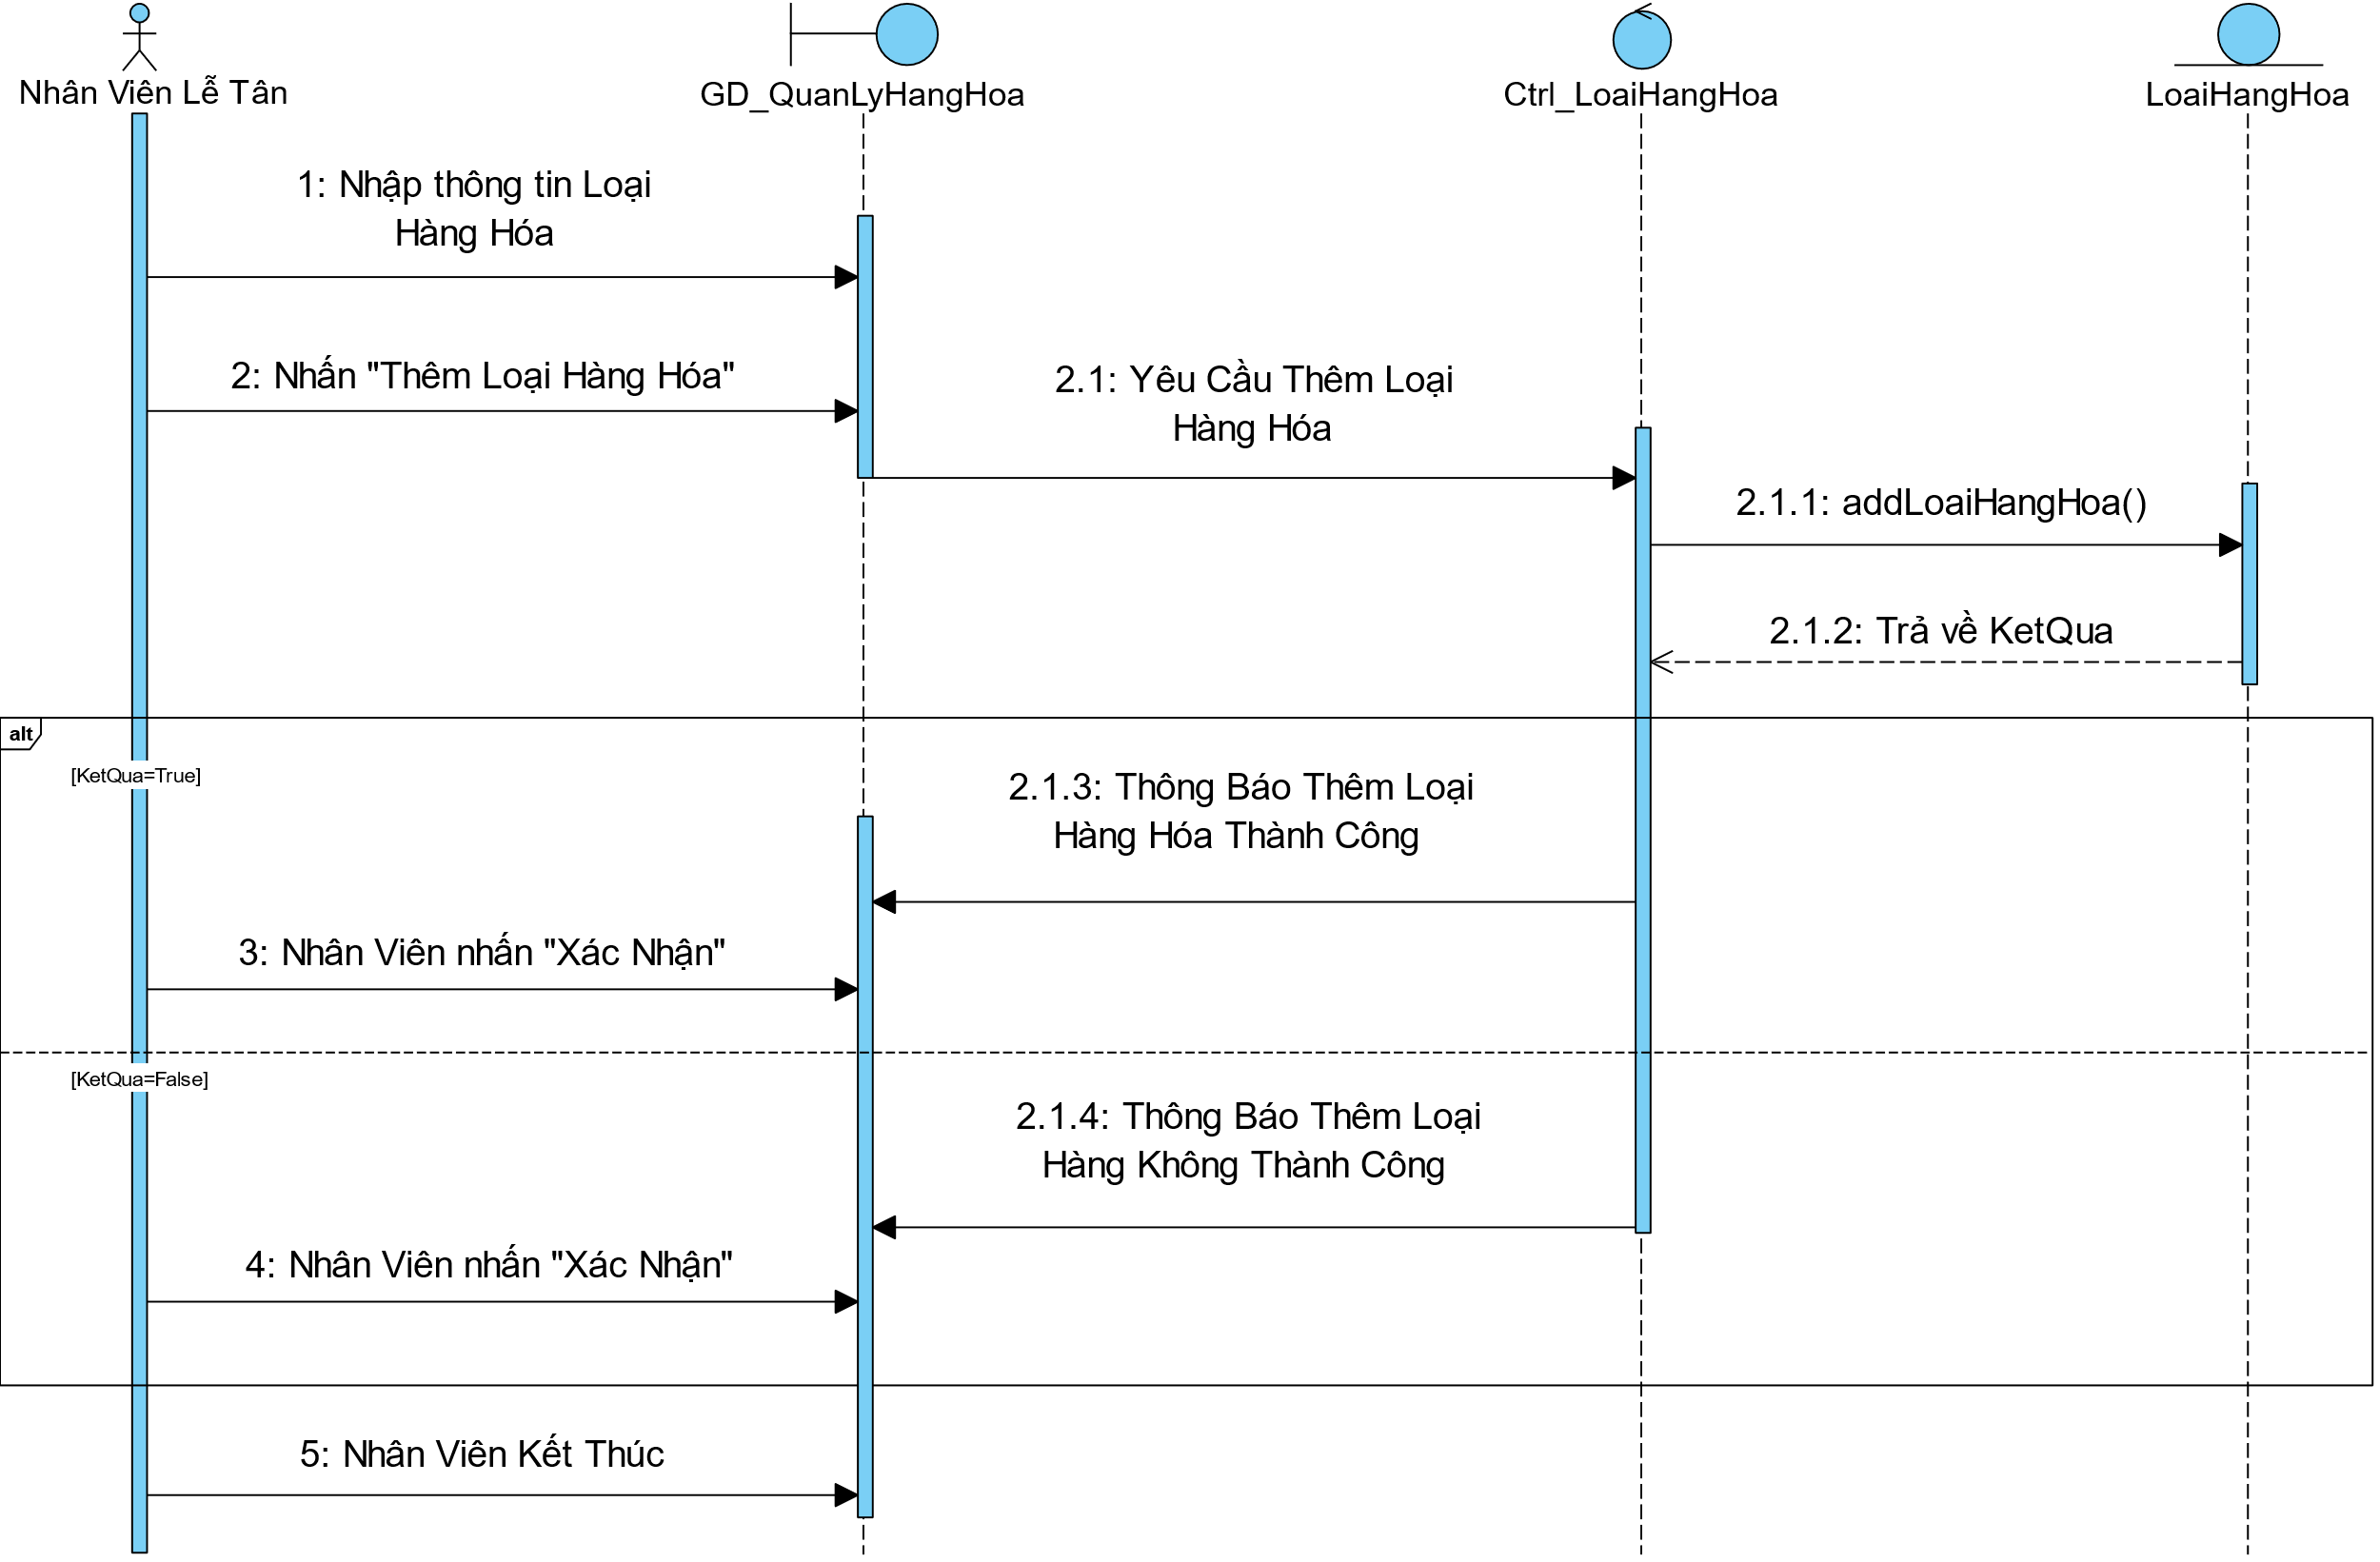 Nhân Viên Lễ Tân
GD_QuanLyHangHoa
Ctrl_LoaiHangHoa
LoaiHangHoa
1: Nhập thông tin Loại
Hàng Hóa
2: Nhấn "Thêm Loại Hàng Hóa"
2.1: Yêu Cầu Thêm Loại
Hàng Hóa
2.1.1: addLoaiHangHoa()
2.1.2: Trả về KetQua
alt
[KetQua=True]
2.1.3: Thông Báo Thêm Loại
Hàng Hóa Thành Công
3: Nhân Viên nhấn "Xác Nhận"
[KetQua=False]
2.1.4: Thông Báo Thêm Loại
Hàng Không Thành Công
4: Nhân Viên nhấn "Xác Nhận"
5: Nhân Viên Kết Thúc